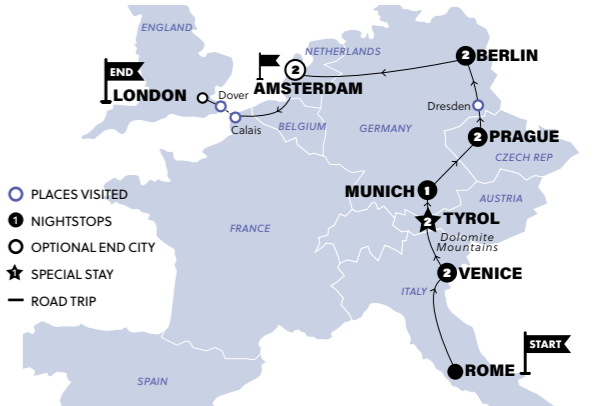 ENGLAND
END
LONDON
Dover
Calais
NETHERLANDS
2
AMSTERDAM
BELGIUM
GERMANY
2 BERLIN
Dresden
2 PRAGUE
CZECH REP
MUNICH 1
AUSTRIA
2 TYROL
Dolomite
Mountains
2 VENICE
ITALY
FRANCE
SPAIN
ROME
START
PLACES VISITED
1 NIGHTSTOPS
OPTIONAL END CITY
1 SPECIAL STAY
ROAD TRIP